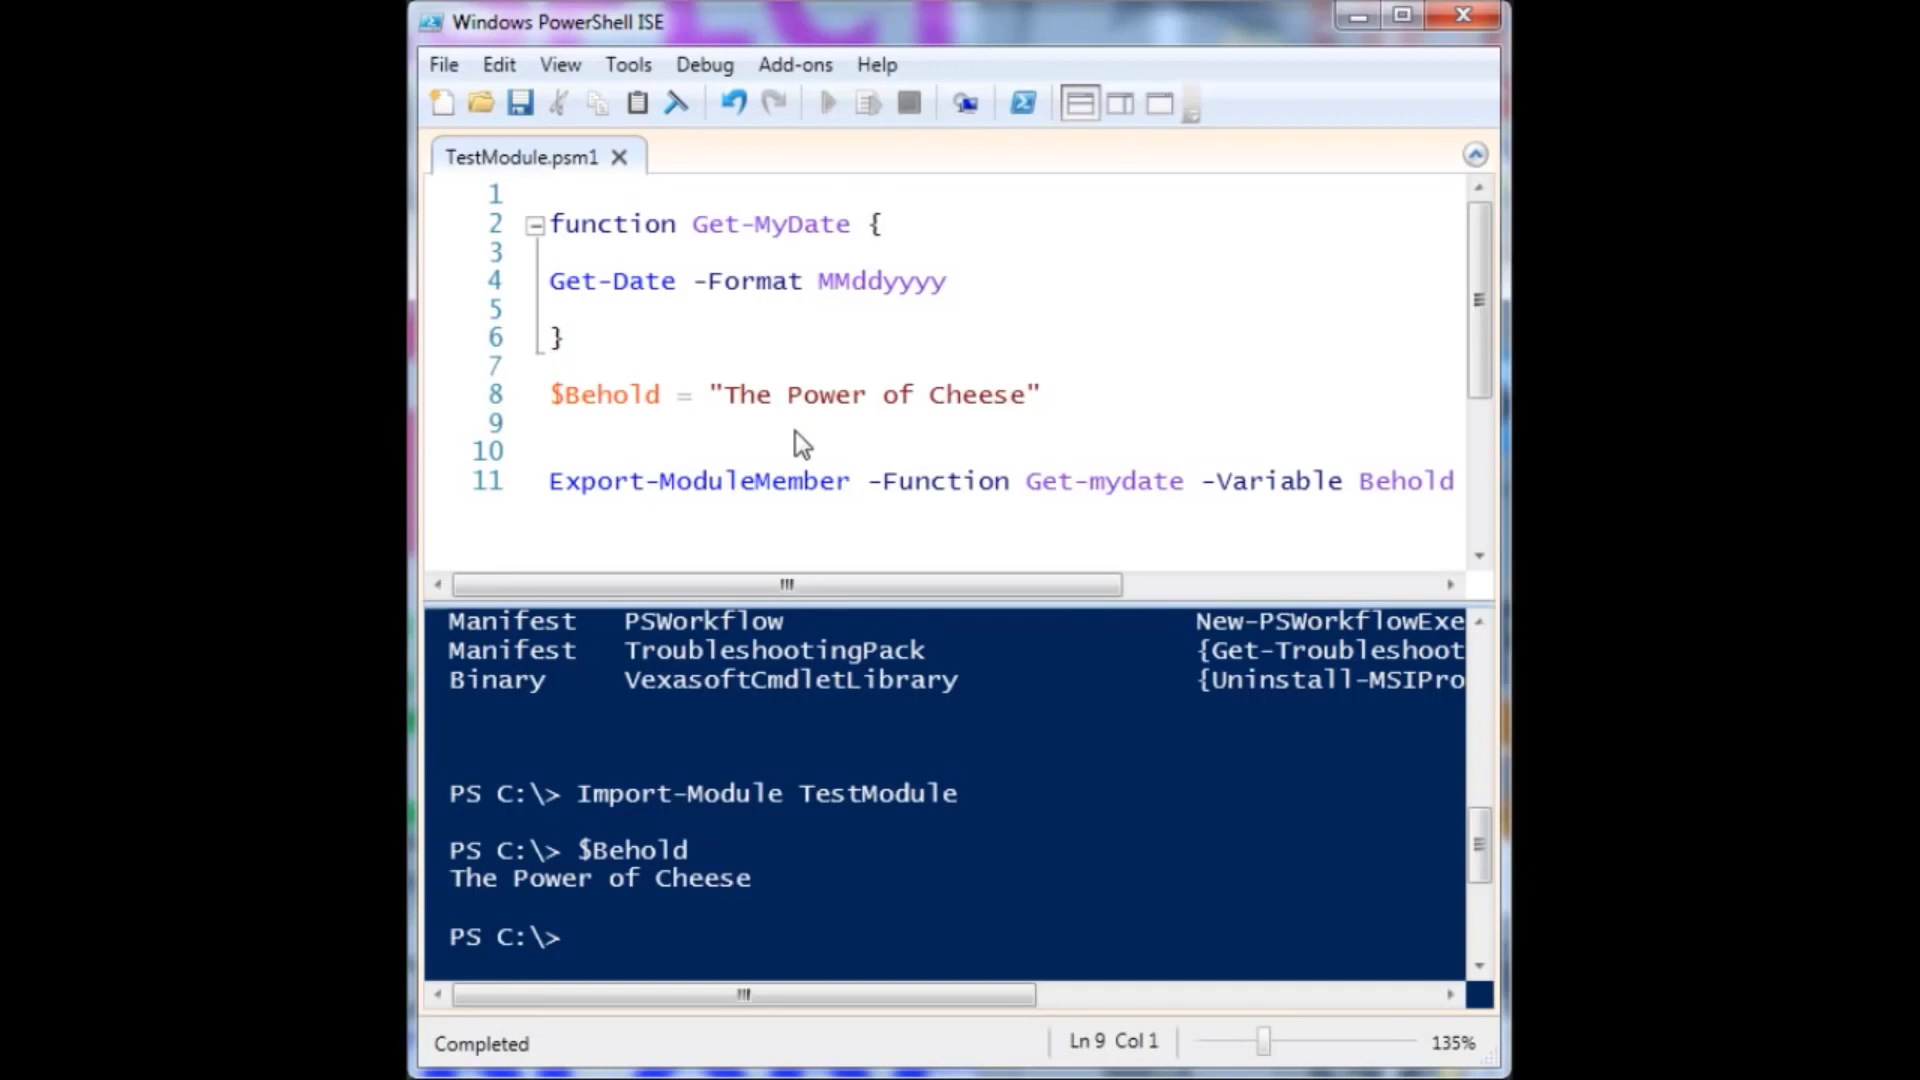 Windows PowerShell ISE
File Edit View Tools Debug Add-ons Help
TestModule.psm1
1
2 function Get-MyDate {
3
4 Get-Date -Format MMddyyyy
5
6 }
7
8 $Behold = "The Power of Cheese"
9
10
11 Export-ModuleMember -Function Get-mydate -Variable Behold
Manifest PSWorkflow New-PSWorkflowExe
Manifest TroubleshootingPack {Get-Troubleshoot
Binary VexasoftCmdletLibrary {Uninstall-MSIPro
PS C:\> Import-Module TestModule
PS C:\> $Behold
The Power of Cheese
PS C:\>
Completed Ln 9 Col 1 135%